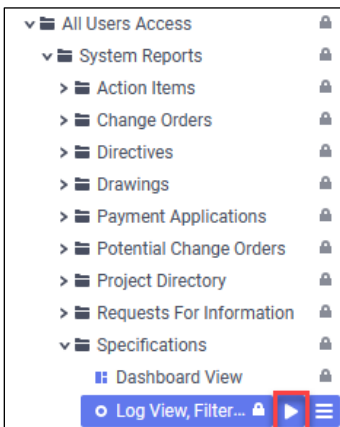 All Users Access
System Reports
Action Items
Change Orders
Directives
Drawings
Payment Applications
Potential Change Orders
Project Directory
Requests For Information
Specifications
Dashboard View
Log View, Filter...